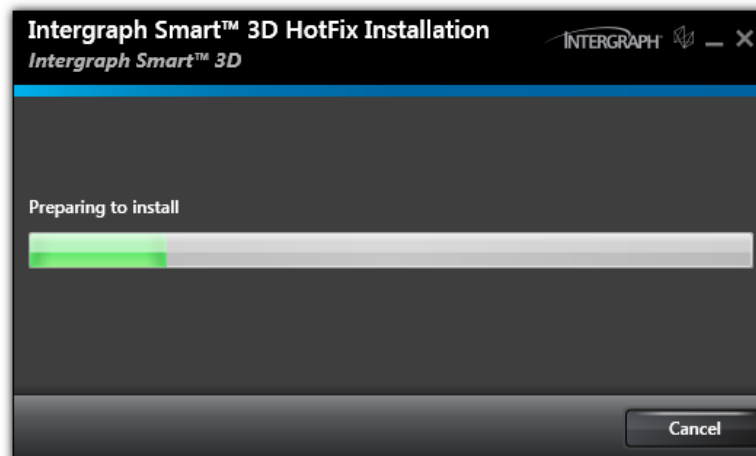 Intergraph Smart™ 3D HotFix Installation
INTERGRAPH
Intergraph Smart™ 3D
Preparing to install
Cancel